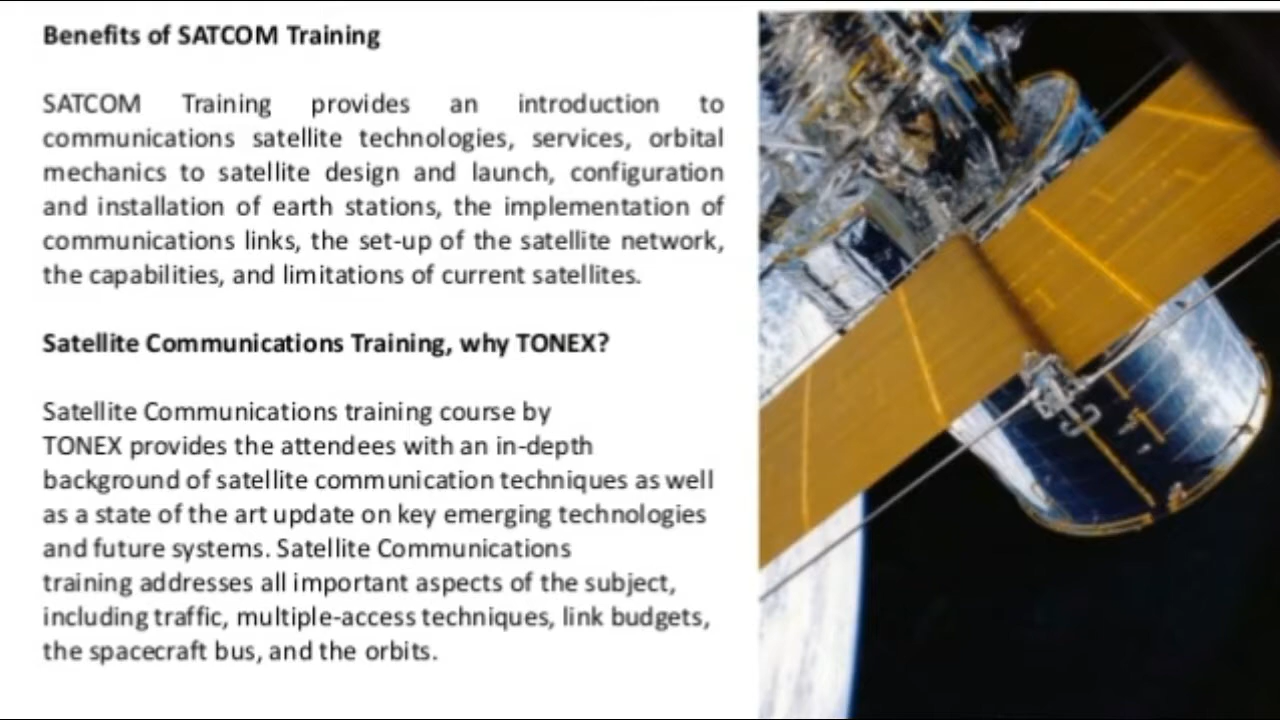 Benefits of SATCOM Training
SATCOM Training provides an introduction to
communications satellite technologies, services, orbital
mechanics to satellite design and launch, configuration
and installation of earth stations, the implementation of
communications links, the set-up of the satellite network,
the capabilities, and limitations of current satellites.
Satellite Communications Training, why TONEX?
Satellite Communications training course by
TONEX provides the attendees with an in-depth
background of satellite communication techniques as well
as a state of the art update on key emerging technologies
and future systems. Satellite Communications
training addresses all important aspects of the subject,
including traffic, multiple-access techniques, link budgets,
the spacecraft bus, and the orbits.